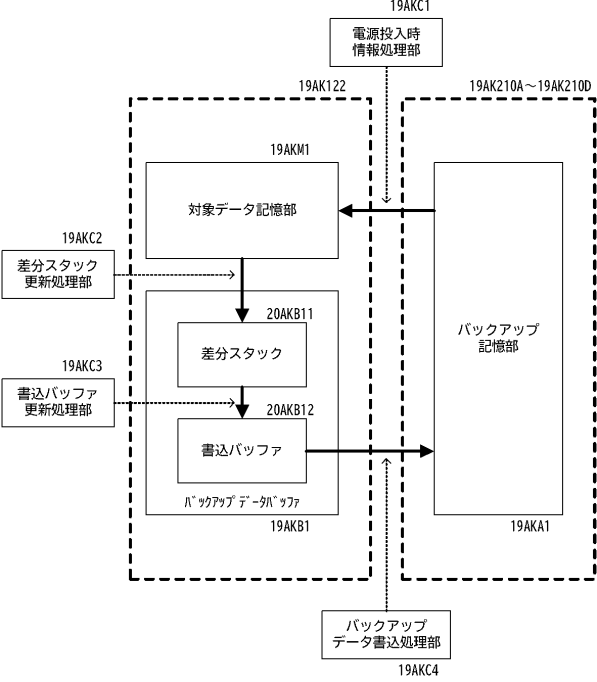 19AKC1
電源投入時
情報処理部
19AK122
19AK210A～19AK210D
19AKM1
対象データ記憶部
19AKC2
差分スタック
更新処理部
20AKB11
差分スタック
バックアップ
記憶部
19AKC3
書込バッファ
更新処理部
20AKB12
書込バッファ
ﾊﾞｯｸｱｯﾌﾟﾃﾞｰﾀﾊﾞｯﾌｧ
19AKB1
19AKA1
バックアップ
データ書込処理部
19AKC4